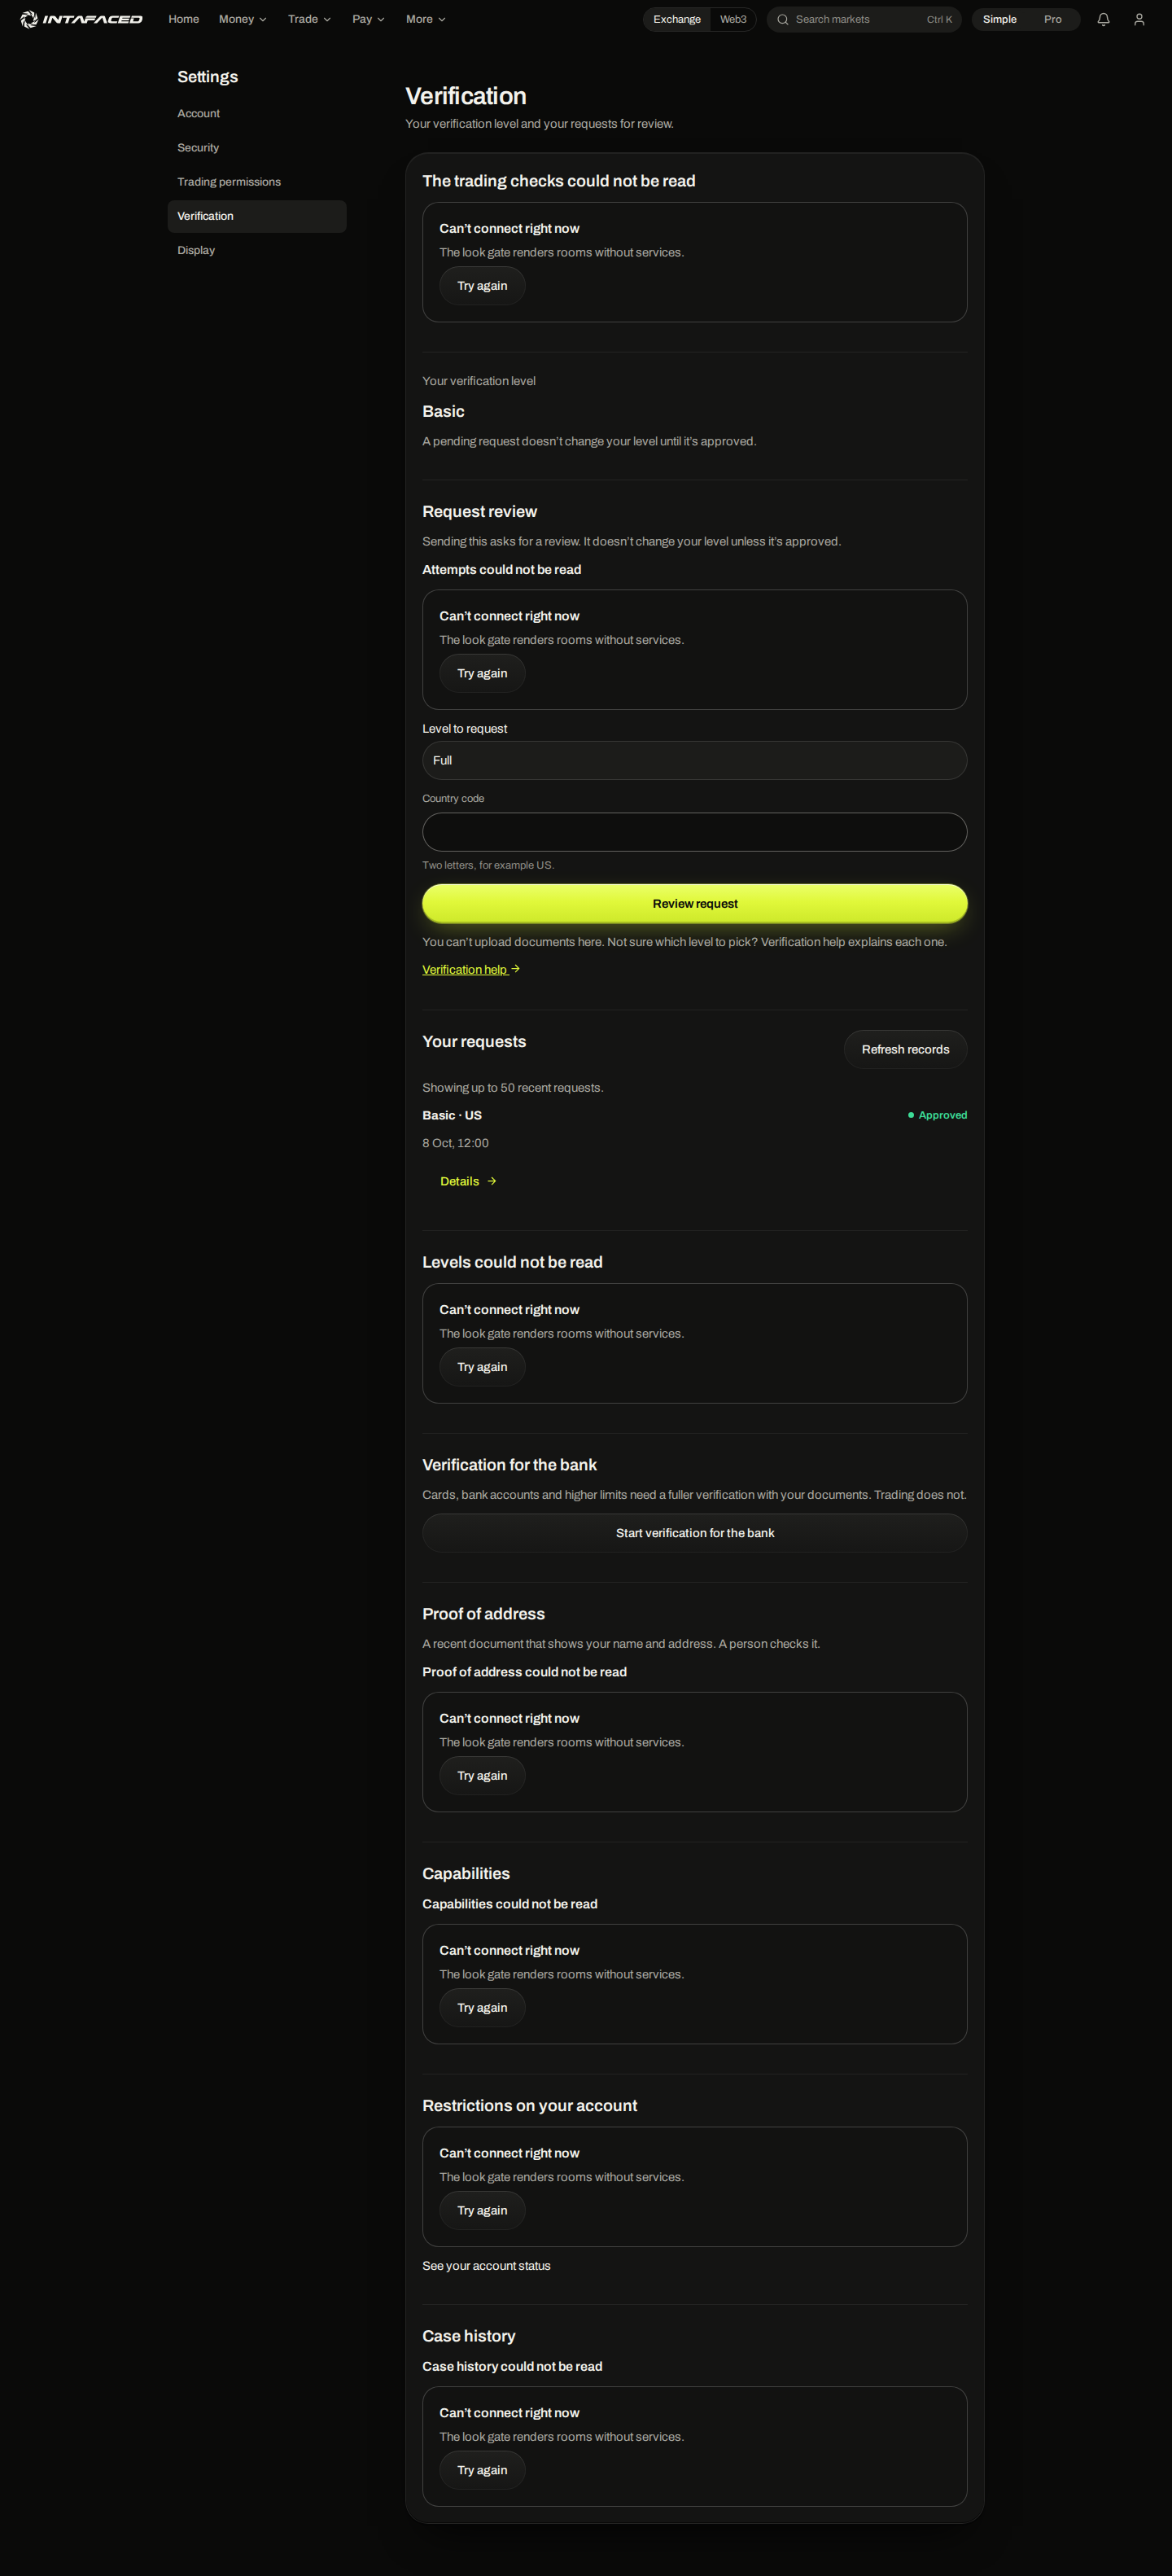 INTAFACED
Home
Money
Trade
Pay
More
Exchange
Web3
Search markets
Ctrl K
Simple
Pro
Settings
Account
Security
Trading permissions
Verification
Display
Verification
Your verification level and your requests for review.
The trading checks could not be read
Can’t connect right now
The look gate renders rooms without services.
Try again
Your verification level
Basic
A pending request doesn’t change your level until it’s approved.
Request review
Sending this asks for a review. It doesn’t change your level unless it’s approved.
Attempts could not be read
Can’t connect right now
The look gate renders rooms without services.
Try again
Level to request
Full
Country code
Two letters, for example US.
Review request
You can’t upload documents here. Not sure which level to pick? Verification help explains each one.
Verification help
Your requests
Refresh records
Showing up to 50 recent requests.
Basic · US
Approved
8 Oct, 12:00
Details
Levels could not be read
Can’t connect right now
The look gate renders rooms without services.
Try again
Verification for the bank
Cards, bank accounts and higher limits need a fuller verification with your documents. Trading does not.
Start verification for the bank
Proof of address
A recent document that shows your name and address. A person checks it.
Proof of address could not be read
Can’t connect right now
The look gate renders rooms without services.
Try again
Capabilities
Capabilities could not be read
Can’t connect right now
The look gate renders rooms without services.
Try again
Restrictions on your account
Can’t connect right now
The look gate renders rooms without services.
Try again
See your account status
Case history
Case history could not be read
Can’t connect right now
The look gate renders rooms without services.
Try again